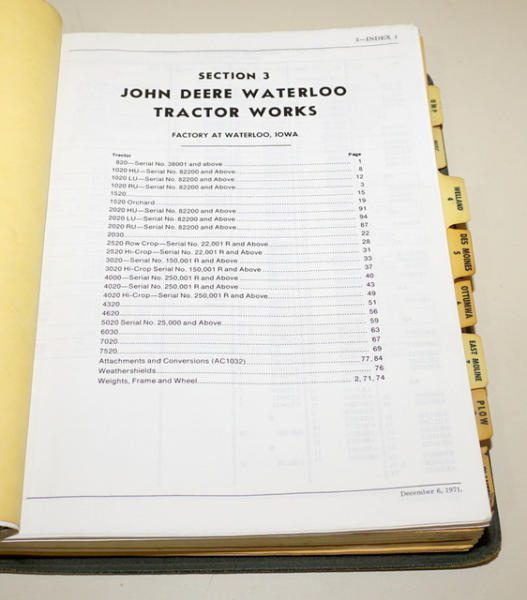 3—INDEX 1
SECTION 3
JOHN DEERE WATERLOO
TRACTOR WORKS
FACTORY AT WATERLOO, IOWA
Tractor Page
820—Serial No. 38001 and above 1
1020 HU—Serial No. 82200 and Above 8
1020 LU—Serial No. 82200 and Above 12
1020 RU—Serial No. 82200 and Above 3
1520 15
1520 Orchard 19
2020 HU—Serial No. 82200 and Above 91
2020 LU—Serial No. 82200 and Above 94
2020 RU—Serial No. 82200 and Above 87
2030 22
2520 Row Crop—Serial No. 22,001 R and Above 28
2520 Hi-Crop—Serial No. 22,001 R and Above 31
3020—Serial No. 150,001 R and Above 33
3020 Hi-Crop Serial No. 150,001 R and Above 37
4000—Serial No. 250,001 R and Above 40
4020—Serial No. 250,001 R and Above 43
4020 Hi-Crop—Serial No. 250,001 R and Above 49
4320 51
4620 56
5020 Serial No. 25,000 and Above 59
6030 63
7020 67
7520 69
Attachments and Conversions (AC1032) 77, 84
Weathershields 76
Weights, Frame and Wheel 2, 71, 74
December 6, 1971.
WELLAND
4
DES MOINES
5
OTTUMWA
EAST MOLINE
PLOW